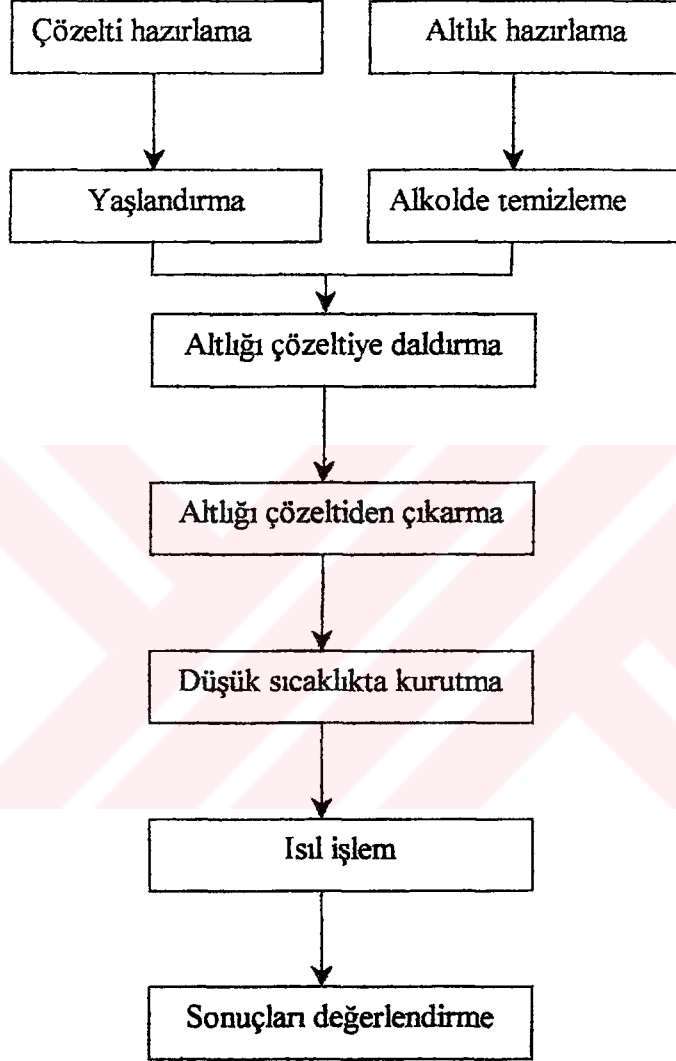 Çözelti hazırlama
Altlık hazırlama
Yaşlandırma
Alkolde temizleme
Altlığı çözeltiye daldırma
Altlığı çözeltiden çıkarma
Düşük sıcaklıkta kurutma
Isıl işlem
Sonuçları değerlendirme